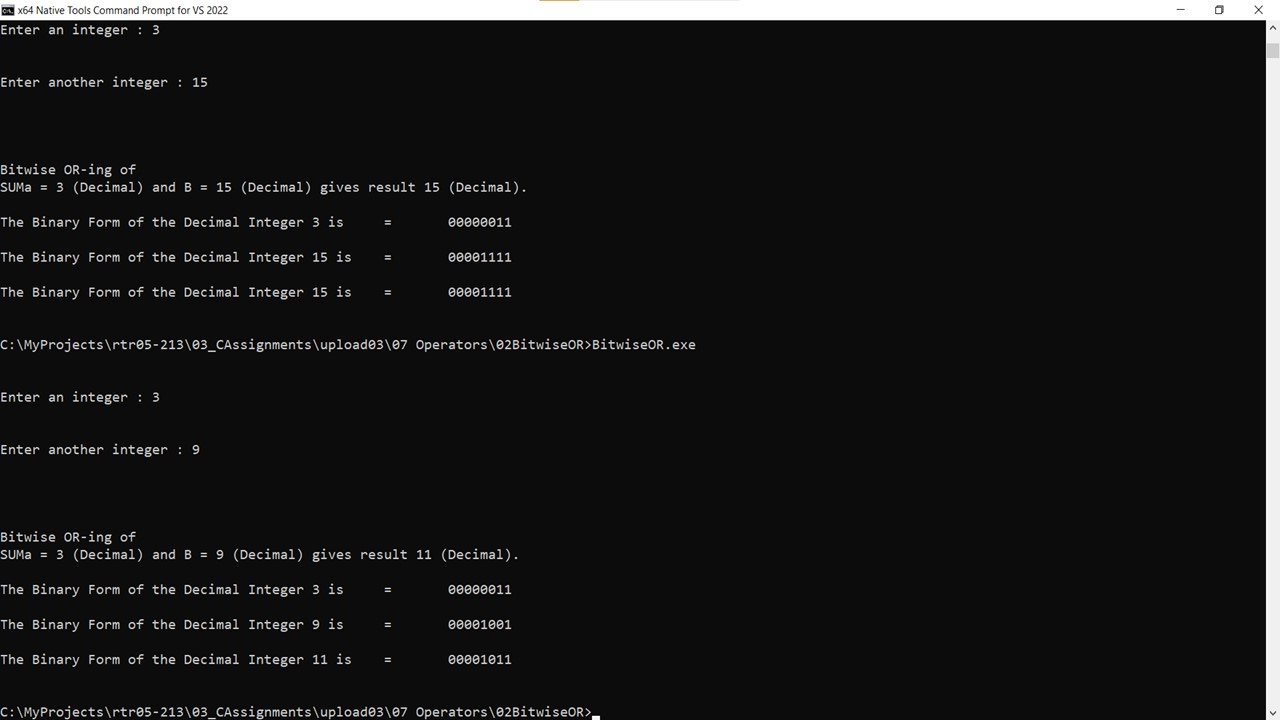 x64 Native Tools Command Prompt for VS 2022
Enter an integer : 3
Enter another integer : 15
Bitwise OR-ing of
SUMa = 3 (Decimal) and B = 15 (Decimal) gives result 15 (Decimal).
The Binary Form of the Decimal Integer 3 is     =       00000011
The Binary Form of the Decimal Integer 15 is    =       00001111
The Binary Form of the Decimal Integer 15 is    =       00001111
C:\MyProjects\rtr05-213\03_CAssignments\upload03\07 Operators\02BitwiseOR>BitwiseOR.exe
Enter an integer : 3
Enter another integer : 9
Bitwise OR-ing of
SUMa = 3 (Decimal) and B = 9 (Decimal) gives result 11 (Decimal).
The Binary Form of the Decimal Integer 3 is     =       00000011
The Binary Form of the Decimal Integer 9 is     =       00001001
The Binary Form of the Decimal Integer 11 is    =       00001011
C:\MyProjects\rtr05-213\03_CAssignments\upload03\07 Operators\02BitwiseOR>